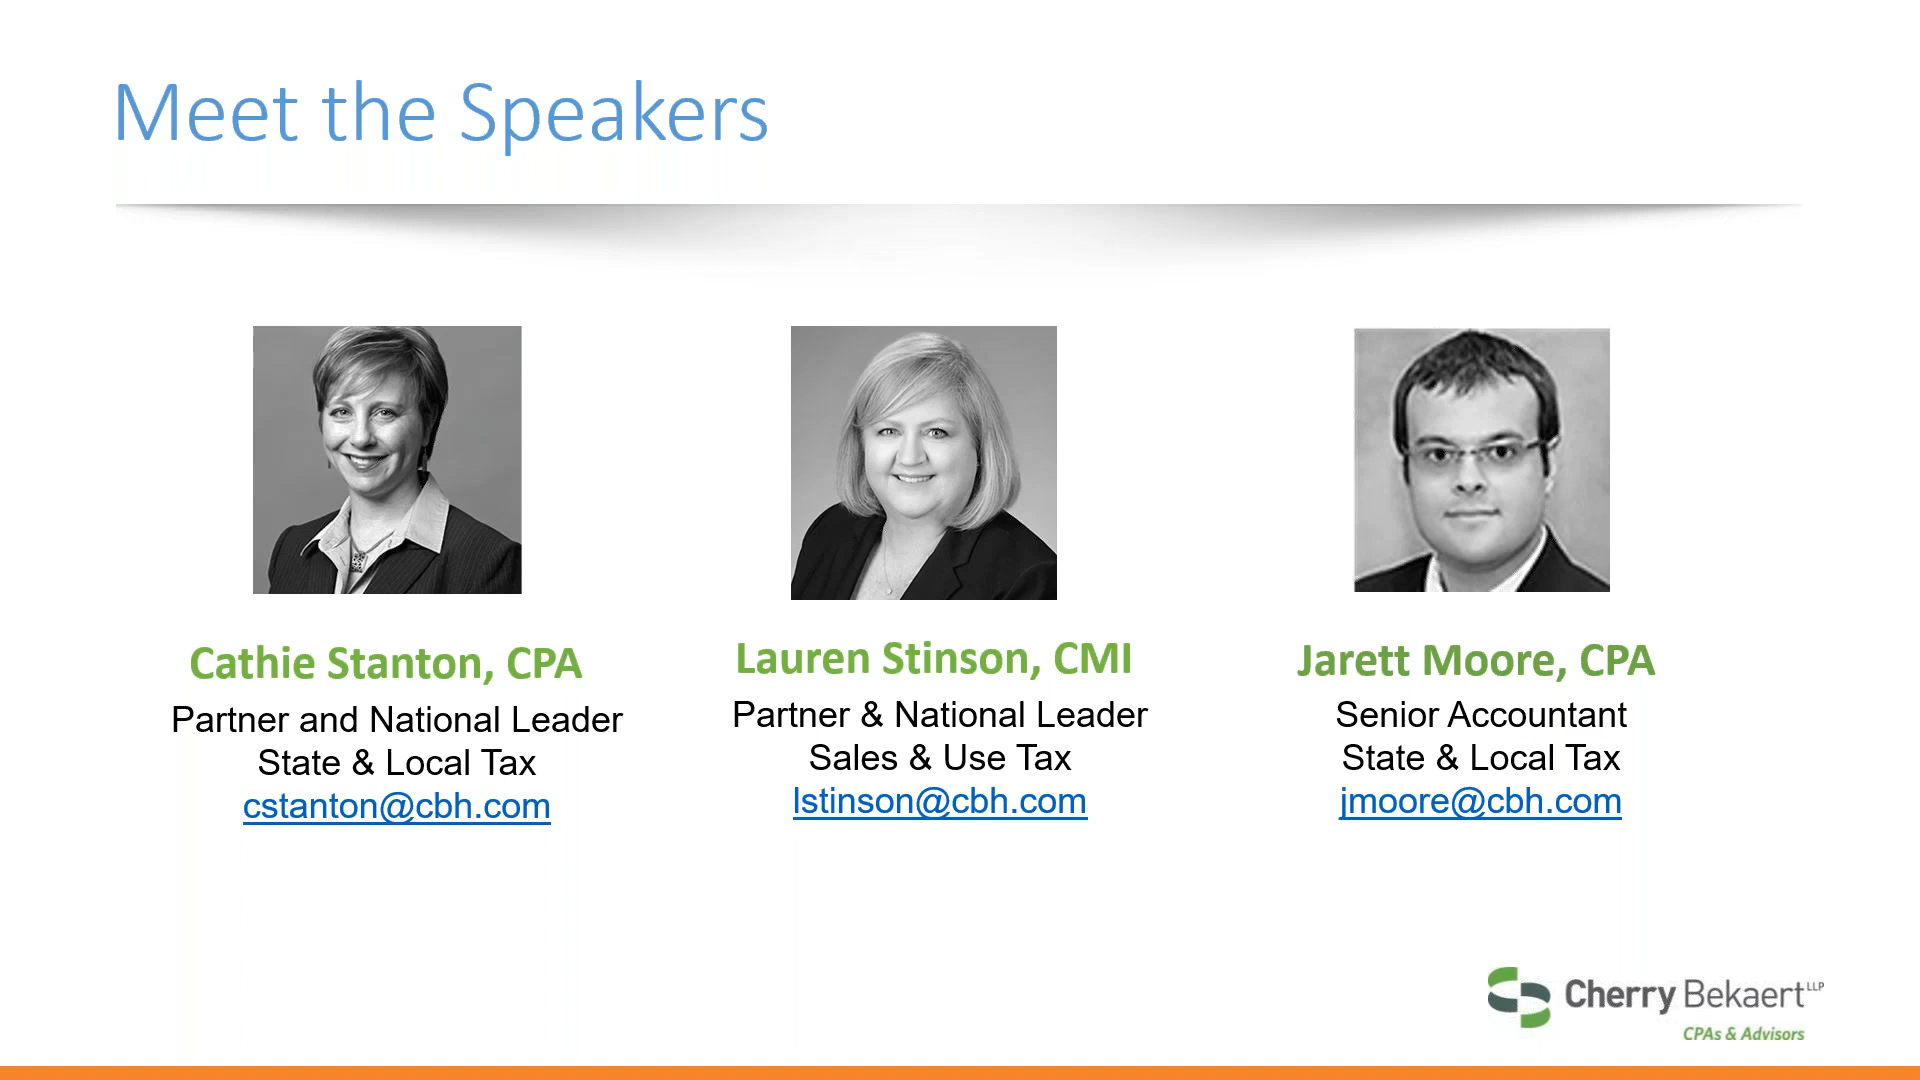 Meet the Speakers
Cathie Stanton, CPA
Partner and National Leader
State & Local Tax
cstanton@cbh.com
Lauren Stinson, CMI
Partner & National Leader
Sales & Use Tax
lstinson@cbh.com
Jarett Moore, CPA
Senior Accountant
State & Local Tax
jmoore@cbh.com
Cherry Bekaert LLP
CPAs & Advisors